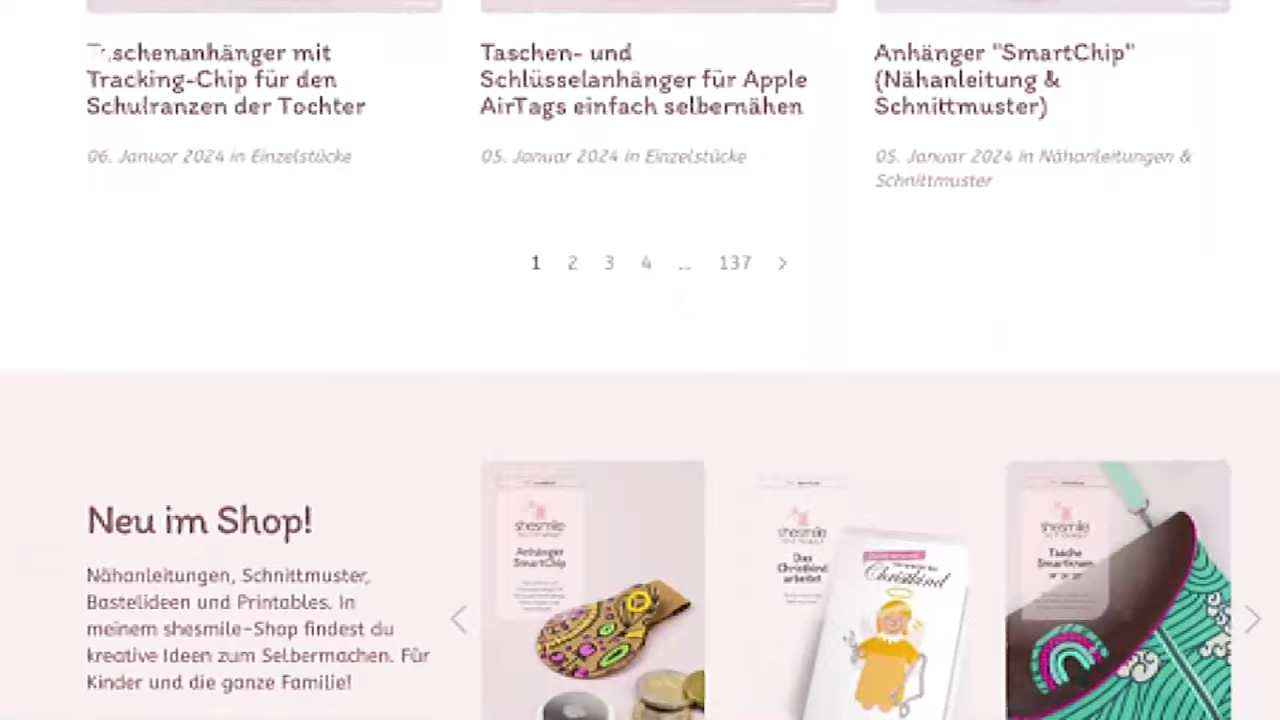 Taschenanhänger mit
Tracking-Chip für den
Schulranzen der Tochter
06. Januar 2024 in Einzelstücke
Taschen- und
Schlüsselanhänger für Apple
AirTags einfach selbernähen
05. Januar 2024 in Einzelstücke
Anhänger "SmartChip"
(Nähanleitung &
Schnittmuster)
05. Januar 2024 in Nähanleitungen &
Schnittmuster
1 2 3 4 … 137 >
Neu im Shop!
Nähanleitungen, Schnittmuster,
Bastelideen und Printables. In
meinem shesmile-Shop findest du
kreative Ideen zum Selbermachen. Für
Kinder und die ganze Familie!
shesmile
Anhänger
SmartChip
shesmile
Das
Christkind
arbeitet
Christkind
shesmile
Tasche